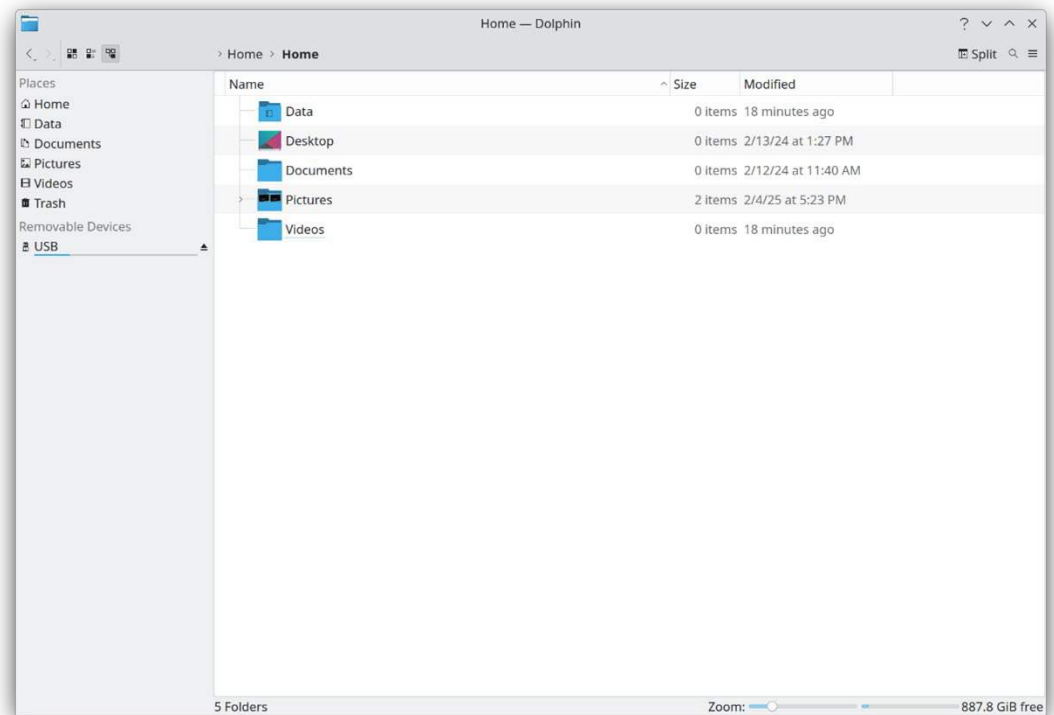 Home — Dolphin
> Home > Home
Split
Places
Home
Data
Documents
Pictures
Videos
Trash
Removable Devices
USB
Name Size Modified
Data 0 items 18 minutes ago
Desktop 0 items 2/13/24 at 1:27 PM
Documents 0 items 2/12/24 at 11:40 AM
Pictures 2 items 2/4/25 at 5:23 PM
Videos 0 items 18 minutes ago
5 Folders
Zoom:
887.8 GiB free